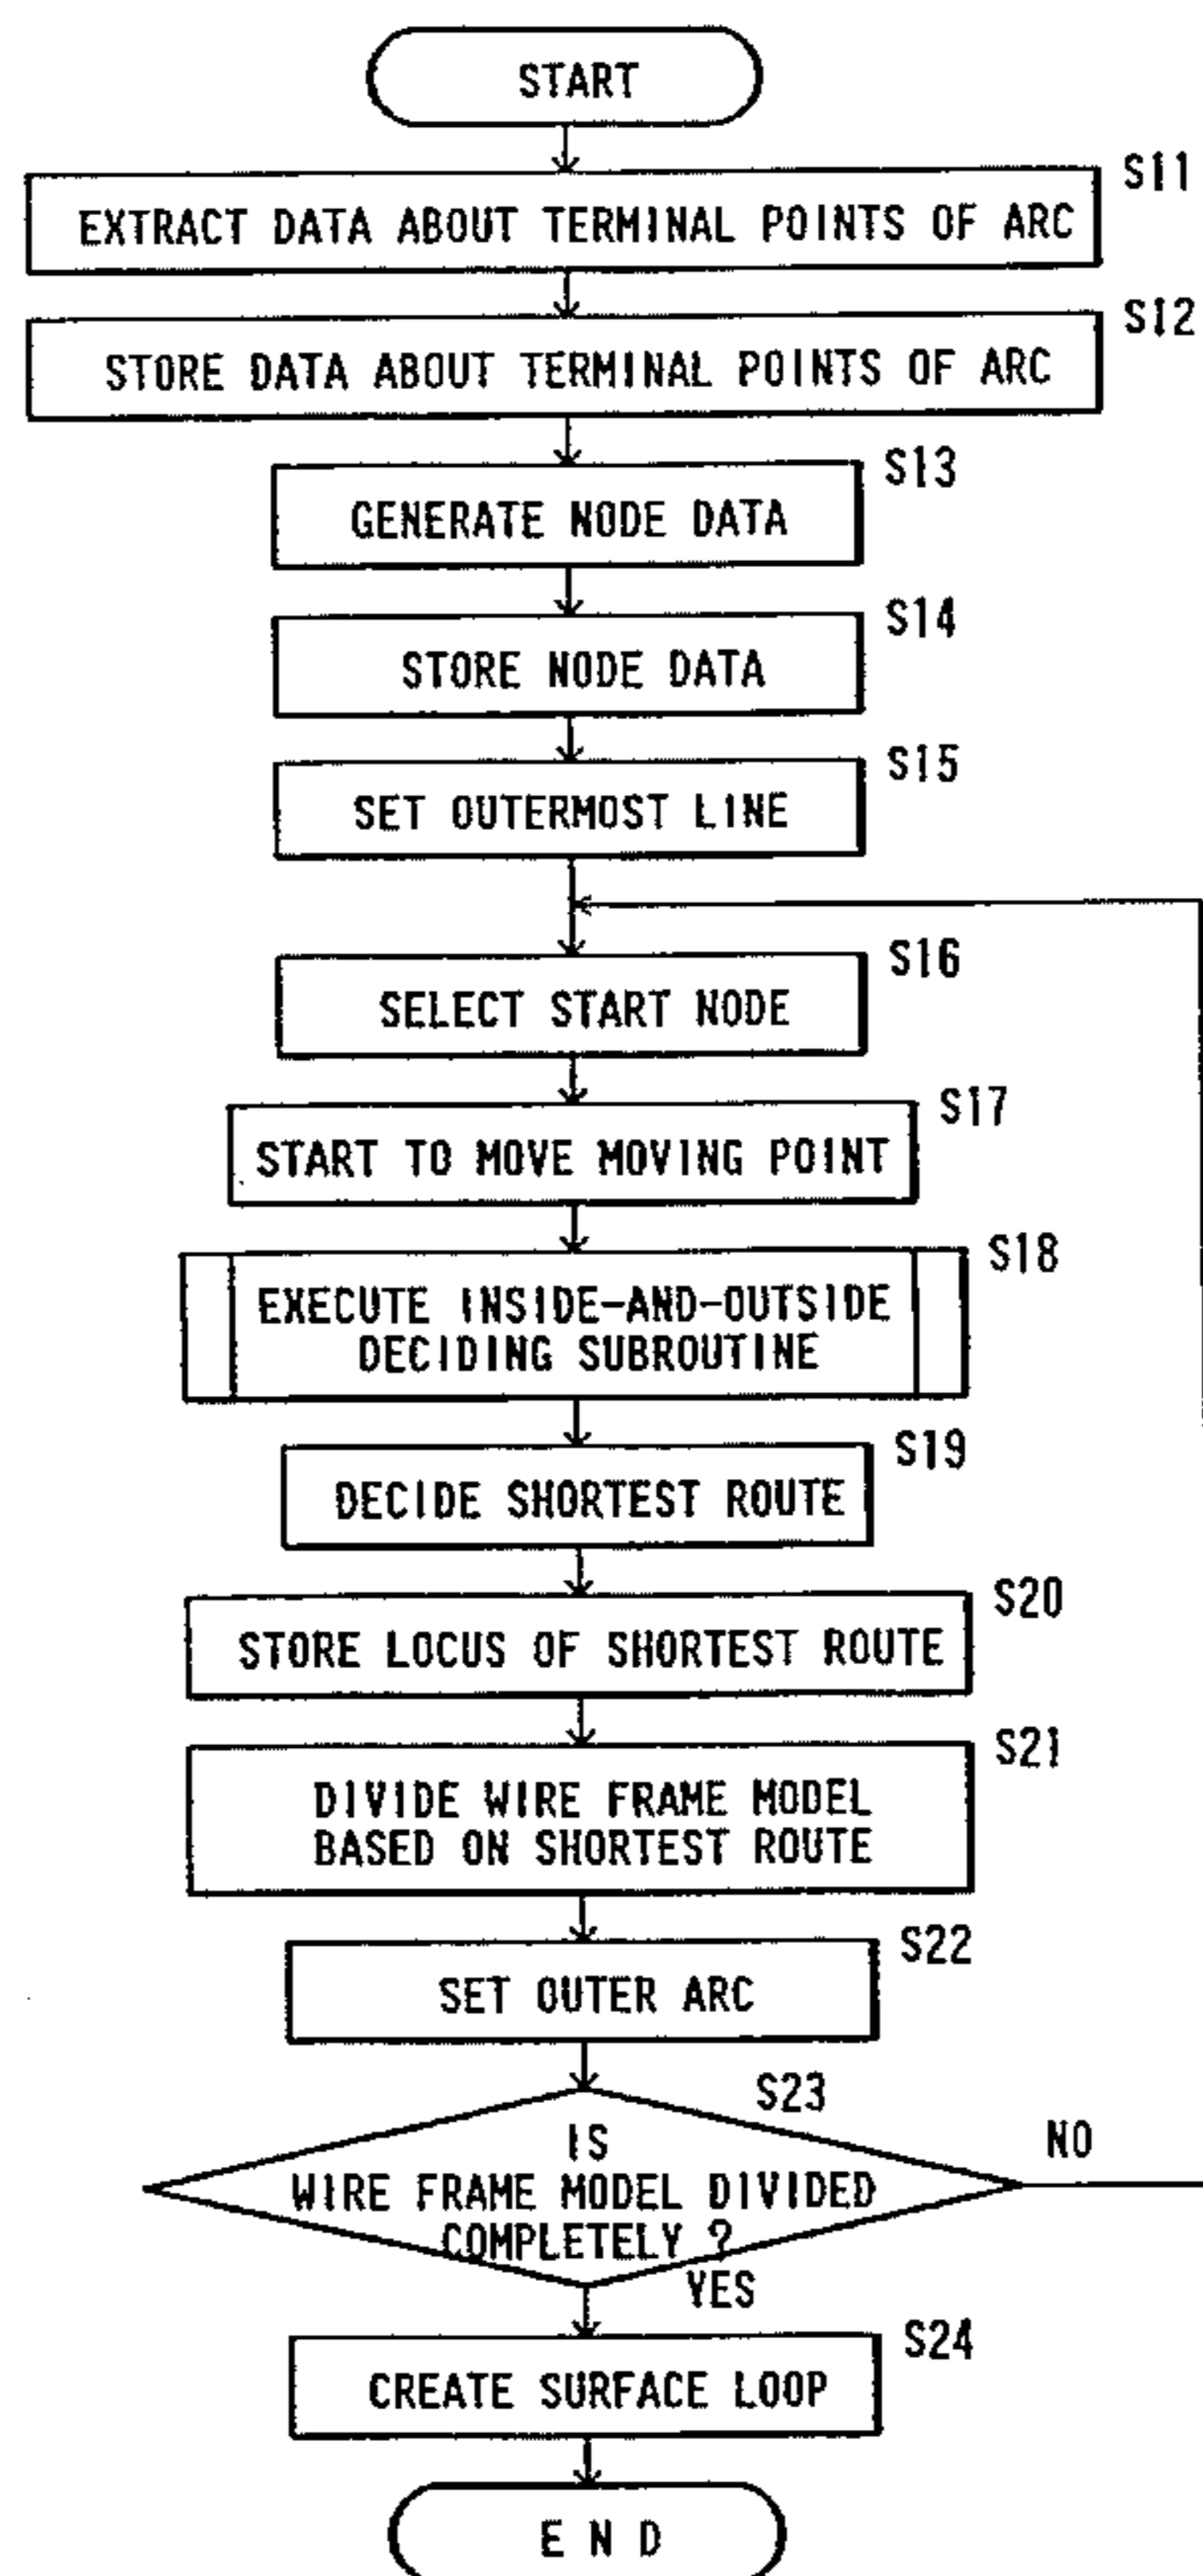 START
S11
EXTRACT DATA ABOUT TERMINAL POINTS OF ARC
S12
STORE DATA ABOUT TERMINAL POINTS OF ARC
S13
GENERATE NODE DATA
S14
STORE NODE DATA
S15
SET OUTERMOST LINE
S16
SELECT START NODE
S17
START TO MOVE MOVING POINT
S18
EXECUTE INSIDE-AND-OUTSIDE
DECIDING SUBROUTINE
S19
DECIDE SHORTEST ROUTE
S20
STORE LOCUS OF SHORTEST ROUTE
S21
DIVIDE WIRE FRAME MODEL
BASED ON SHORTEST ROUTE
S22
SET OUTER ARC
S23
IS
WIRE FRAME MODEL DIVIDED
COMPLETELY ?
NO
YES
S24
CREATE SURFACE LOOP
END